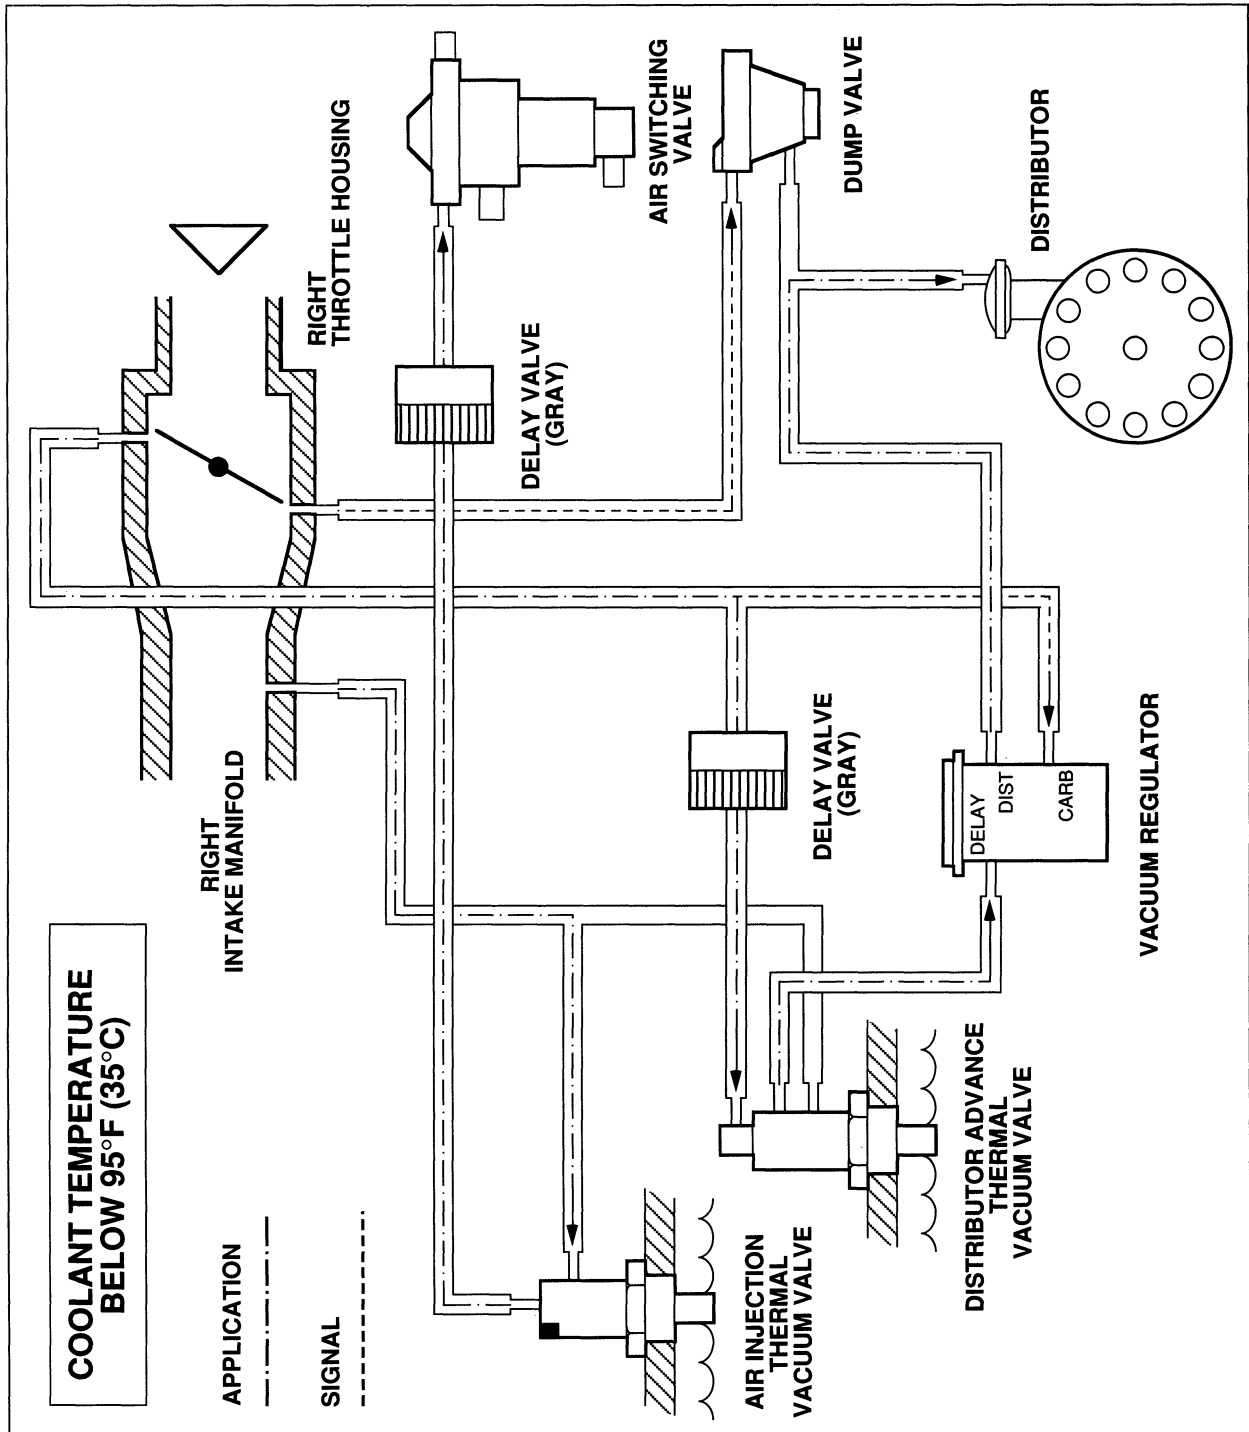 COOLANT TEMPERATURE
BELOW 95°F (35°C)
APPLICATION
SIGNAL
RIGHT
INTAKE MANIFOLD
RIGHT
THROTTLE HOUSING
DELAY VALVE
(GRAY)
AIR SWITCHING
VALVE
DUMP VALVE
DISTRIBUTOR
DELAY VALVE
(GRAY)
DELAY
DIST
CARB
VACUUM REGULATOR
AIR INJECTION
THERMAL
VACUUM VALVE
DISTRIBUTOR ADVANCE
THERMAL
VACUUM VALVE